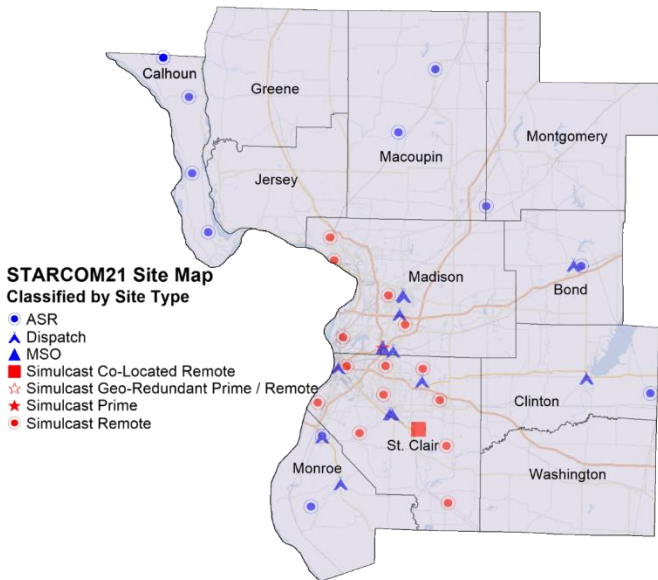 Calhoun
Greene
Montgomery
Macoupin
Jersey
STARCOM21 Site Map
Classified by Site Type
ASR
Dispatch
MSO
Simulcast Co-Located Remote
Simulcast Geo-Redundant Prime / Remote
Simulcast Prime
Simulcast Remote
Madison
Bond
Clinton
St. Clair
Monroe
Washington